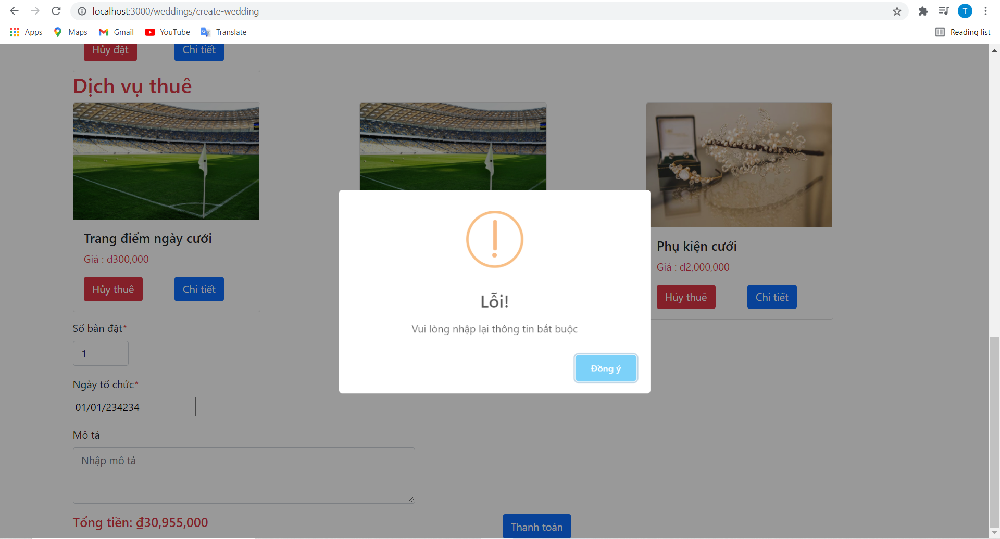 localhost:3000/weddings/create-wedding
T
Apps
Maps
Gmail
YouTube
Translate
Reading list
Hủy đặt
Chi tiết
Dịch vụ thuê
Trang điểm ngày cưới
Giá : ₫300,000
Hủy thuê
Chi tiết
Phụ kiện cưới
Giá : ₫2,000,000
Hủy thuê
Chi tiết
Lỗi!
Vui lòng nhập lại thông tin bắt buộc
Đồng ý
Số bàn đặt*
1
Ngày tổ chức*
01/01/234234
Mô tả
Nhập mô tả
Tổng tiền: ₫30,955,000
Thanh toán